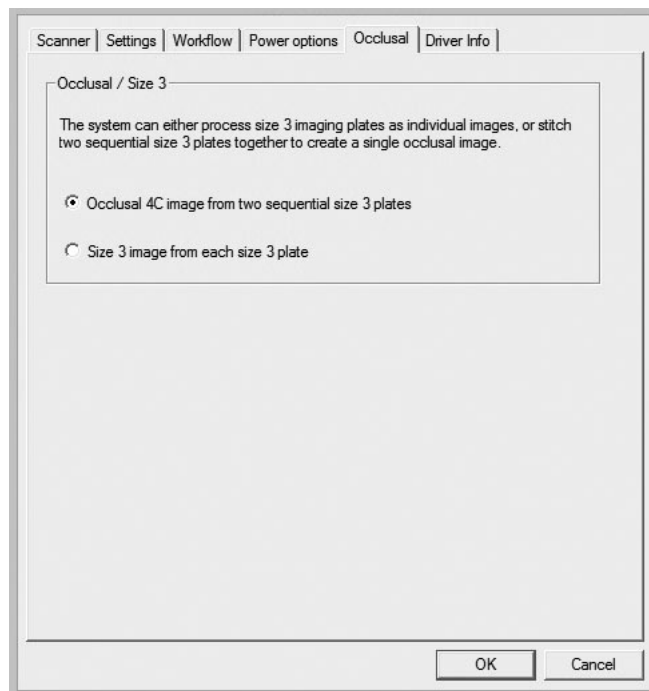 Scanner Settings Workflow Power options Occlusal Driver Info
Occlusal / Size 3
The system can either process size 3 imaging plates as individual images, or stitch
two sequential size 3 plates together to create a single occlusal image.
Occlusal 4C image from two sequential size 3 plates
Size 3 image from each size 3 plate
OK Cancel